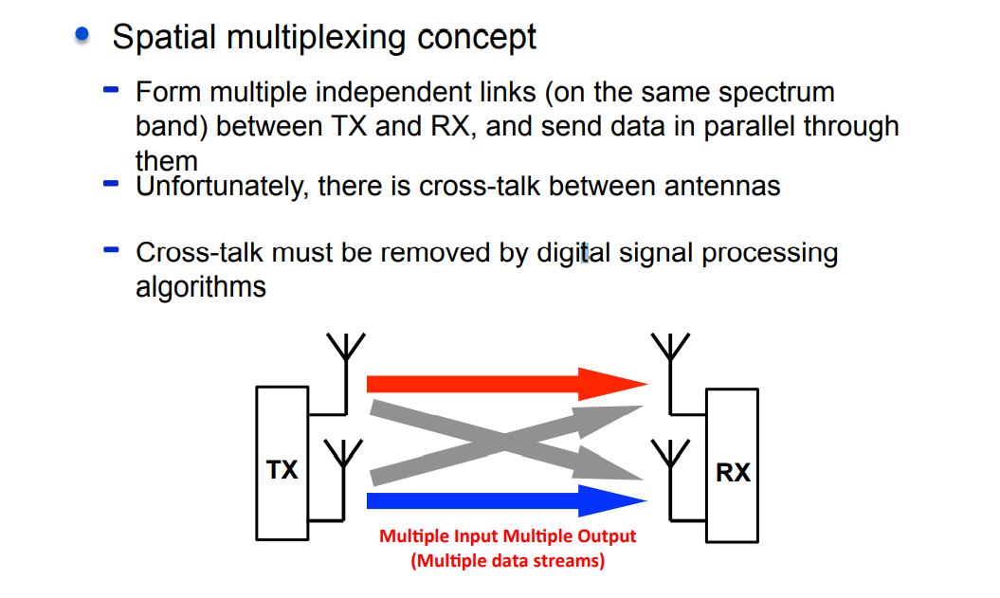 Spatial multiplexing concept
Form multiple independent links (on the same spectrum
band) between TX and RX, and send data in parallel through
them
Unfortunately, there is cross-talk between antennas
Cross-talk must be removed by digital signal processing
algorithms
TX
RX
Multiple Input Multiple Output
(Multiple data streams)